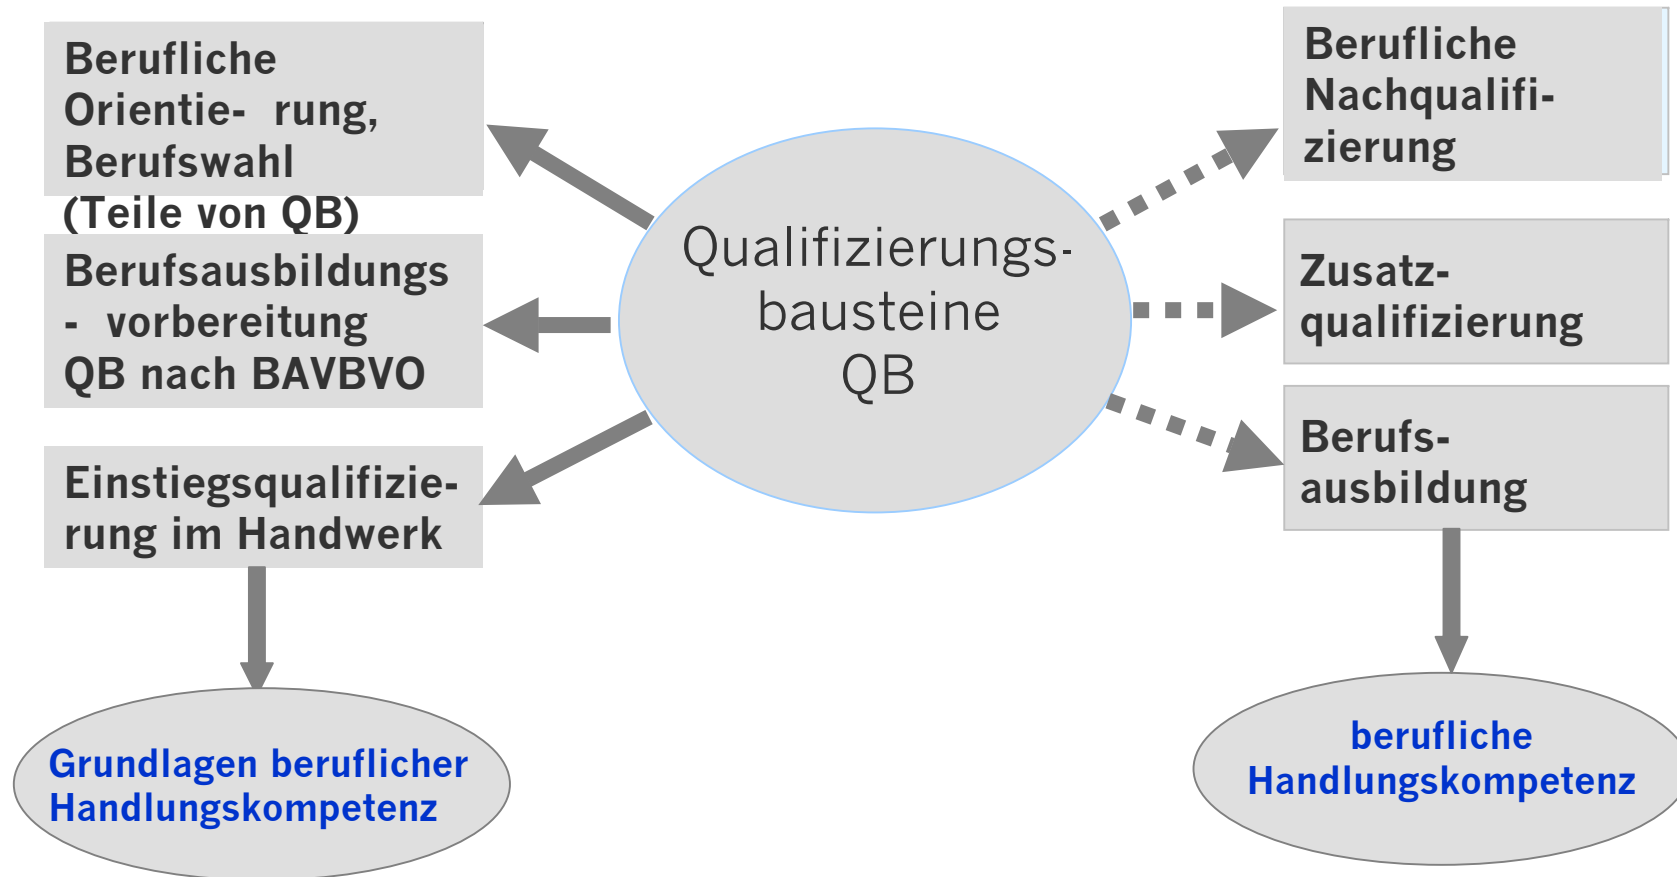 Berufliche
Orientie- rung,
Berufswahl
(Teile von QB)
Berufsausbildungs
- vorbereitung
QB nach BAVBVO
Einstiegsqualifizie-
rung im Handwerk
Grundlagen beruflicher
Handlungskompetenz
Qualifizierungs-
bausteine
QB
Berufliche
Nachqualifi-
zierung
Zusatz-
qualifizierung
Berufs-
ausbildung
berufliche
Handlungskompetenz